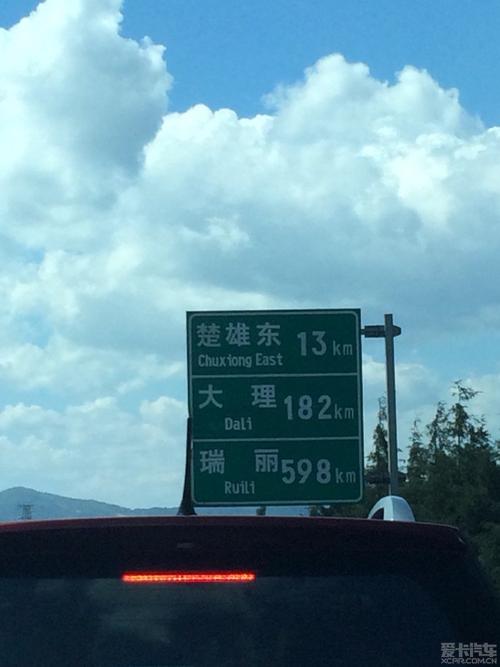 楚雄东 13 km
Chuxiong East
大理 182 km
Dali
瑞丽 598 km
Ruili
爱卡汽车
XCAR.COM.CN